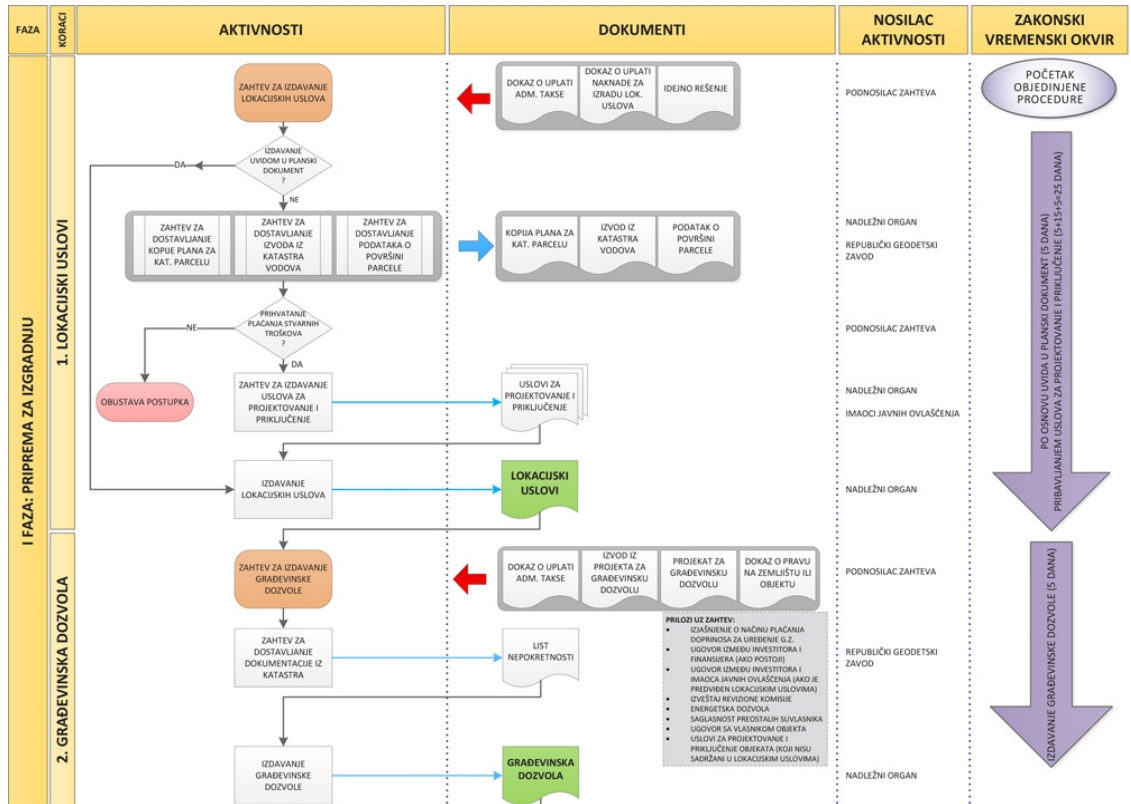 FAZA
KORACI
AKTIVNOSTI
DOKUMENTI
NOSILAC
AKTIVNOSTI
ZAKONSKI
VREMENSKI OKVIR
I FAZA: PRIPREMA ZA IZGRADNJU
1. LOKACIJSKI USLOVI
ZAHTEV ZA IZDAVANJE
LOKACIJSKIH USLOVA
DOKAZ O UPLATI
ADM. TAKSE
DOKAZ O UPLATI
NAKNADE ZA
IZRADU LOK.
USLOVA
IDEJNO REŠENJE
PODNOSILAC ZAHTEVA
POČETAK
OBJEDINJENE
PROCEDURE
IZDAVANJE
UVIDOM U PLANSKI
DOKUMENT
?
DA
NE
ZAHTEV ZA
DOSTAVLJANJE
KOPIJE PLANA ZA
KAT. PARCELU
ZAHTEV ZA
DOSTAVLJANJE
IZVODA IZ
KATASTRA
VODOVA
ZAHTEV ZA
DOSTAVLJANJE
PODATAKA O
POVRŠINI
PARCELE
KOPIJA PLANA ZA
KAT. PARCELU
IZVOD IZ
KATASTRA
VODOVA
PODATAK O
POVRŠINI
PARCELE
NADLEŽNI ORGAN
REPUBLIČKI GEODETSKI
ZAVOD
PRIHVATANJE
PLAĆANJA STVARNIH
TROŠKOVA
?
NE
DA
PODNOSILAC ZAHTEVA
OBUSTAVA POSTUPKA
ZAHTEV ZA IZDAVANJE
USLOVA ZA
PROJEKTOVANJE I
PRIKLJUČENJE
USLOVI ZA
PROJEKTOVANJE I
PRIKLJUČENJE
NADLEŽNI ORGAN
IMAOCI JAVNIH OVLAŠĆENJA
IZDAVANJE
LOKACIJSKIH USLOVA
LOKACIJSKI
USLOVI
NADLEŽNI ORGAN
PO OSNOVU UVIDA U PLANSKI DOKUMENT (5 DANA)
PRIBAVLJANJEM USLOVA ZA PROJEKTOVANJE I PRIKLJUČENJE (5+15+5=25 DANA)
2. GRAĐEVINSKA DOZVOLA
ZAHTEV ZA IZDAVANJE
GRAĐEVINSKE
DOZVOLE
DOKAZ O UPLATI
ADM. TAKSE
IZVOD IZ
PROJEKTA ZA
GRAĐEVINSKU
DOZVOLU
PROJEKAT ZA
GRAĐEVINSKU
DOZVOLU
DOKAZ O PRAVU
NA ZEMLJIŠTU ILI
OBJEKTU
PODNOSILAC ZAHTEVA
ZAHTEV ZA
DOSTAVLJANJE
DOKUMENTACIJE IZ
KATASTRA
LIST
NEPOKRETNOSTI
PRILOZI UZ ZAHTEV:
• IZJAŠNJENJE O NAČINU PLAĆANJA
DOPRINOSA ZA UREĐENJE G.Z.
• UGOVOR IZMEĐU INVESTITORA I
FINANSIJERA (AKO POSTOJI)
• UGOVOR IZMEĐU INVESTITORA I
IMAOCA JAVNIH OVLAŠĆENJA (AKO JE
PREDVIĐEN LOKACIJSKIM USLOVIMA)
• IZVEŠTAJ REVIZIONE KOMISIJE
• ENERGETSKA DOZVOLA
• SAGLASNOST PREOSTALIH SUVLASNIKA
• UGOVOR SA VLASNIKOM OBJEKTA
• USLOVI ZA PROJEKTOVANJE I
PRIKLJUČENJE OBJEKATA (KOJI NISU
SADRŽANI U LOKACIJSKIM USLOVIMA)
REPUBLIČKI GEODETSKI
ZAVOD
IZDAVANJE
GRAĐEVINSKE
DOZVOLE
GRAĐEVINSKA
DOZVOLA
NADLEŽNI ORGAN
IZDAVANJE GRAĐEVINSKE DOZVOLE (5 DANA)